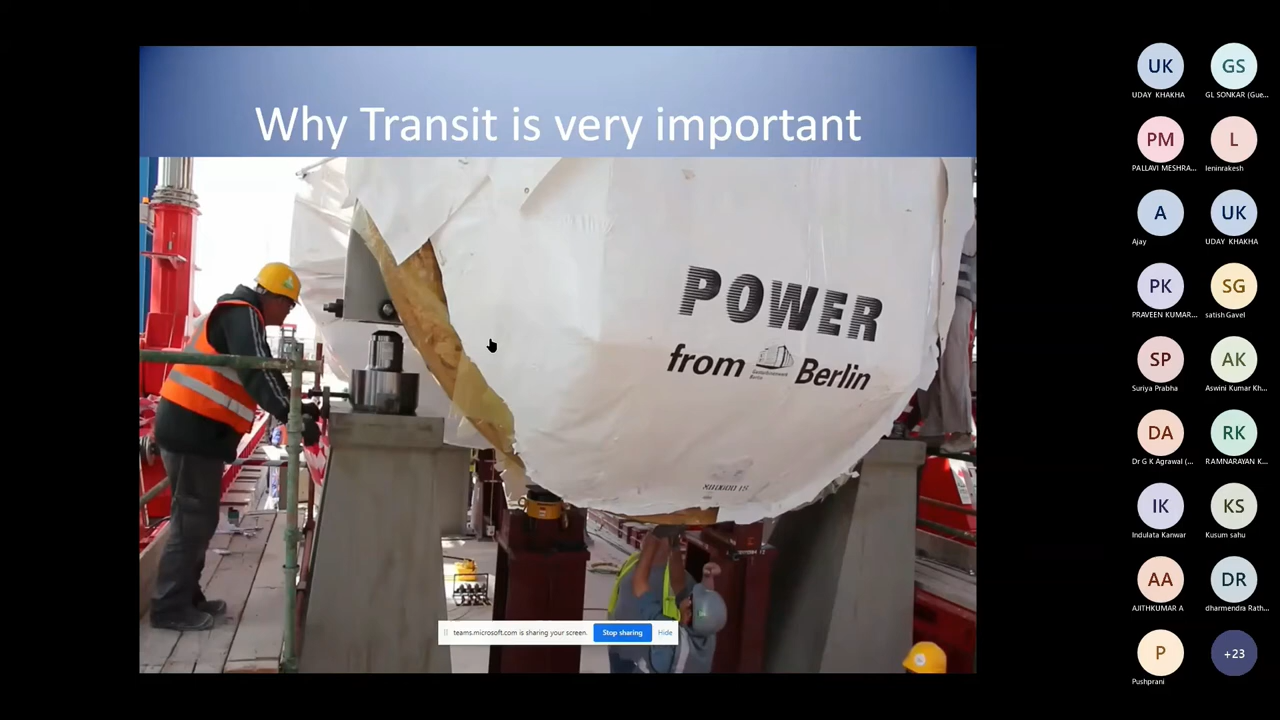 Why Transit is very important
POWER
from Berlin
teams.microsoft.com is sharing your screen.
Stop sharing
Hide
UK
UDAY KHAKHA
GS
GL SONKAR (Gue...
PM
PALLAVI MESHRA...
L
leninrakesh
A
Ajay
UK
UDAY KHAKHA
PK
PRAVEEN KUMAR...
SG
satish Gavel
SP
Suriya Prabha
AK
Aswini Kumar Kh...
DA
Dr G K Agrawal (...
RK
RAMNARAYAN K...
IK
Indulata Kanwar
KS
Kusum sahu
AA
AJITHKUMAR A
DR
dharmendra Rath...
P
Pushprani
+23